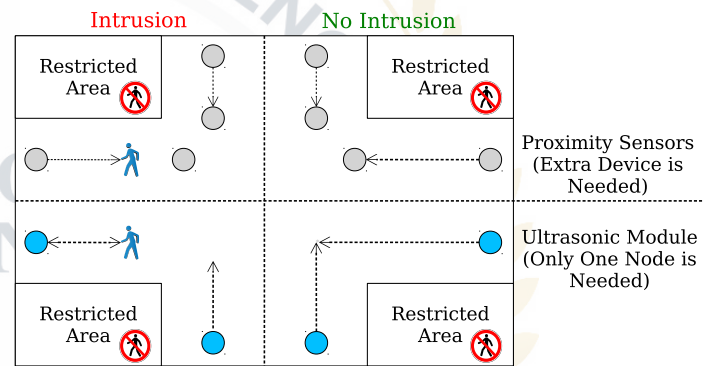 Intrusion
No Intrusion
Restricted
Area
Restricted
Area
Proximity Sensors
(Extra Device is
Needed)
Ultrasonic Module
(Only One Node is
Needed)
Restricted
Area
Restricted
Area